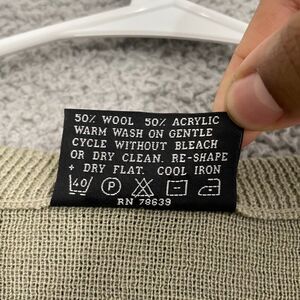 50% WOOL 50% ACRYLIC
WARM WASH ON GENTLE
CYCLE WITHOUT BLEACH
OR DRY CLEAN. RE-SHAPE
+ DRY FLAT. COOL IRON
40 P
RN 78639